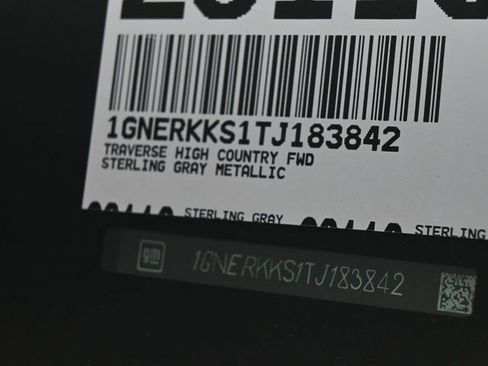 1GNERKKS1TJ183842
TRAVERSE HIGH COUNTRY FWD
STERLING GRAY METALLIC
STERLING GRAY
STERLING
gm
1GNERKKS1TJ183842